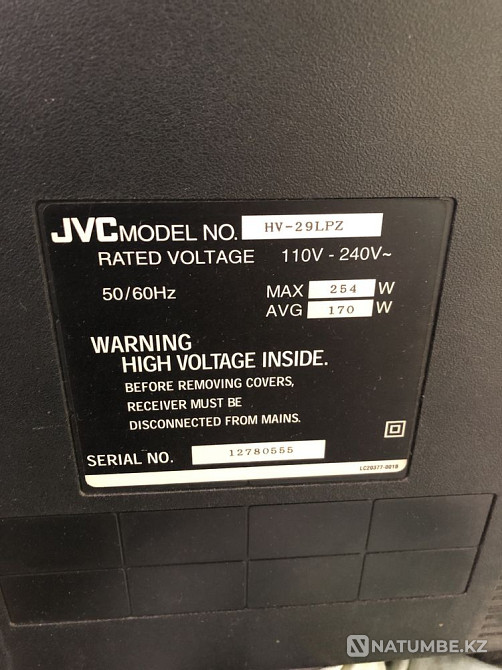 JVC MODEL NO. HV-29LPZ
RATED VOLTAGE 110V - 240V~
50/60Hz MAX 254 W
AVG 170 W
WARNING
HIGH VOLTAGE INSIDE.
BEFORE REMOVING COVERS,
RECEIVER MUST BE
DISCONNECTED FROM MAINS.
SERIAL NO. 12780555
LC20377-001B
NATUMBE.KZ